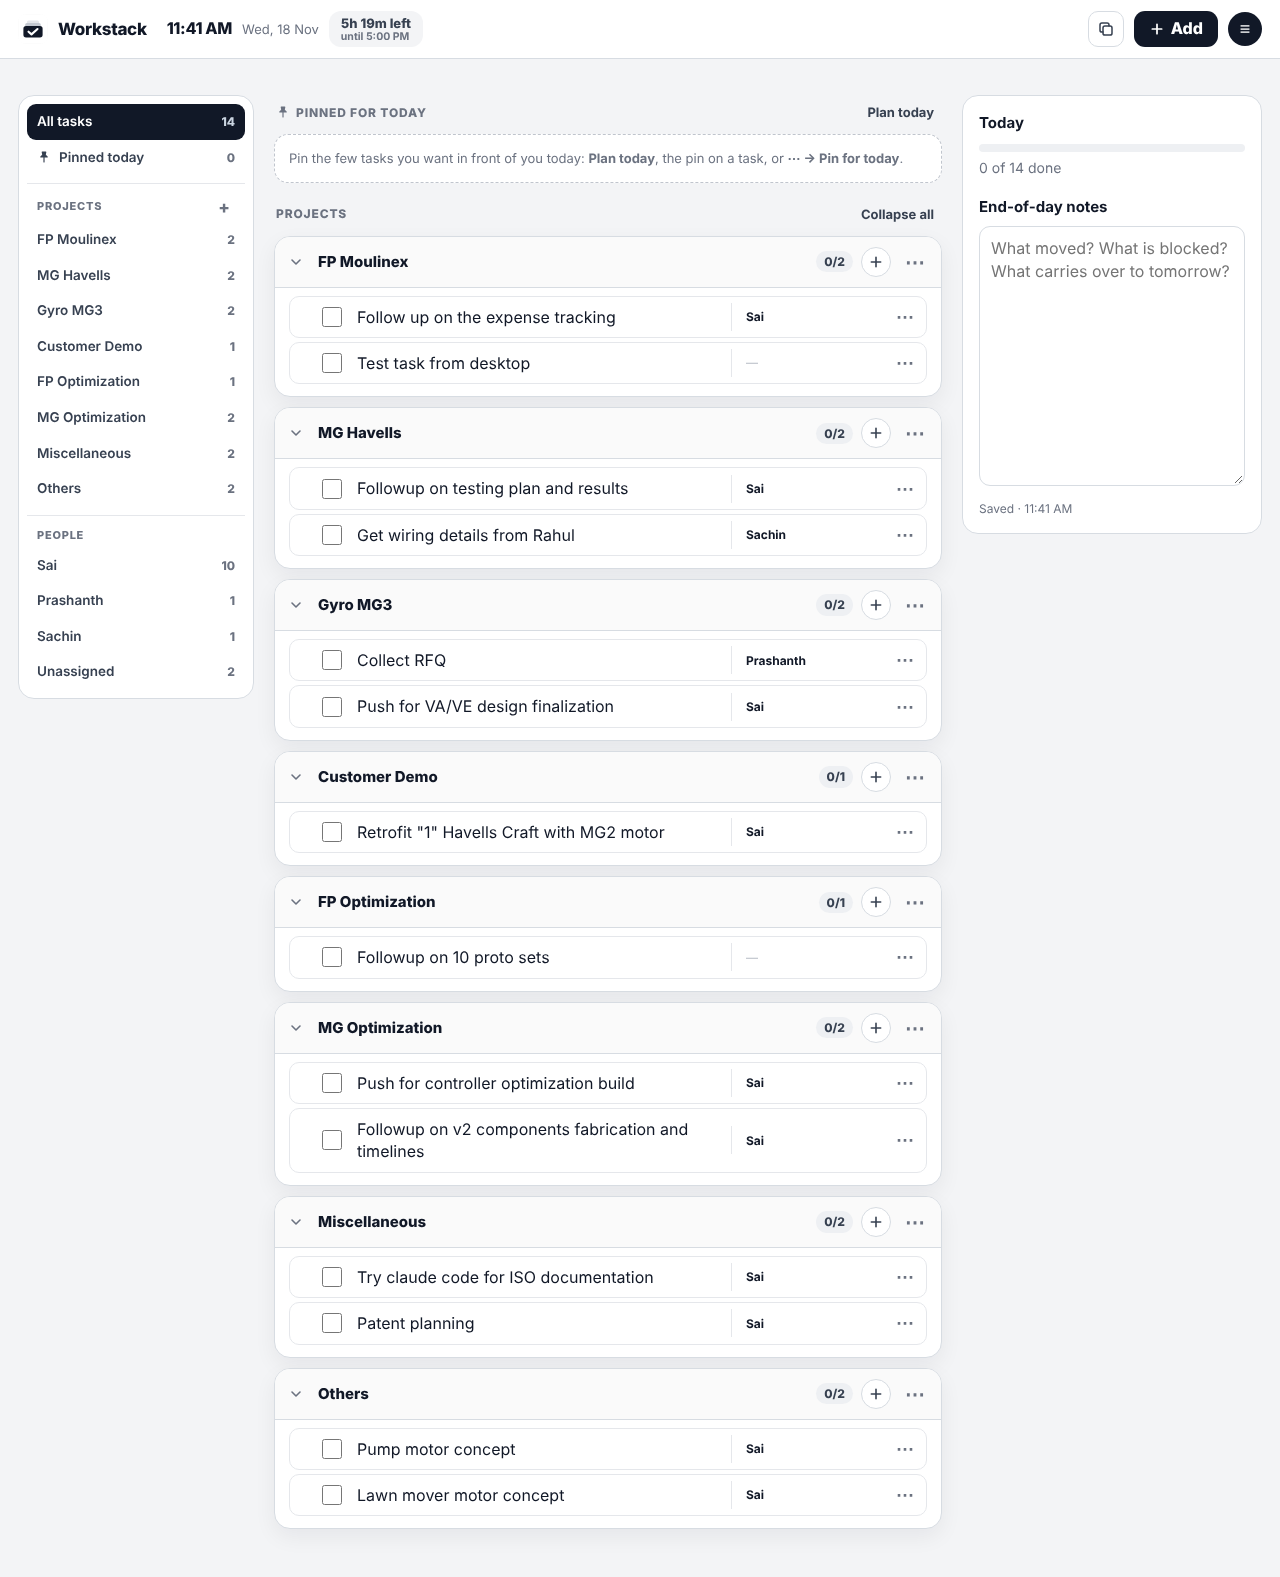 Workstack
11:41 AM Wed, 18 Nov
5h 19m left
until 5:00 PM
+ Add
All tasks 14
Pinned today 0
PROJECTS +
FP Moulinex 2
MG Havells 2
Gyro MG3 2
Customer Demo 1
FP Optimization 1
MG Optimization 2
Miscellaneous 2
Others 2
PEOPLE
Sai 10
Prashanth 1
Sachin 1
Unassigned 2
PINNED FOR TODAY Plan today
Pin the few tasks you want in front of you today: Plan today, the pin on a task, or ··· → Pin for today.
PROJECTS Collapse all
FP Moulinex 0/2 + ···
Follow up on the expense tracking Sai ···
Test task from desktop — ···
MG Havells 0/2 + ···
Followup on testing plan and results Sai ···
Get wiring details from Rahul Sachin ···
Gyro MG3 0/2 + ···
Collect RFQ Prashanth ···
Push for VA/VE design finalization Sai ···
Customer Demo 0/1 + ···
Retrofit "1" Havells Craft with MG2 motor Sai ···
FP Optimization 0/1 + ···
Followup on 10 proto sets — ···
MG Optimization 0/2 + ···
Push for controller optimization build Sai ···
Followup on v2 components fabrication and
timelines Sai ···
Miscellaneous 0/2 + ···
Try claude code for ISO documentation Sai ···
Patent planning Sai ···
Others 0/2 + ···
Pump motor concept Sai ···
Lawn mover motor concept Sai ···
Today
0 of 14 done
End-of-day notes
What moved? What is blocked?
What carries over to tomorrow?
Saved · 11:41 AM